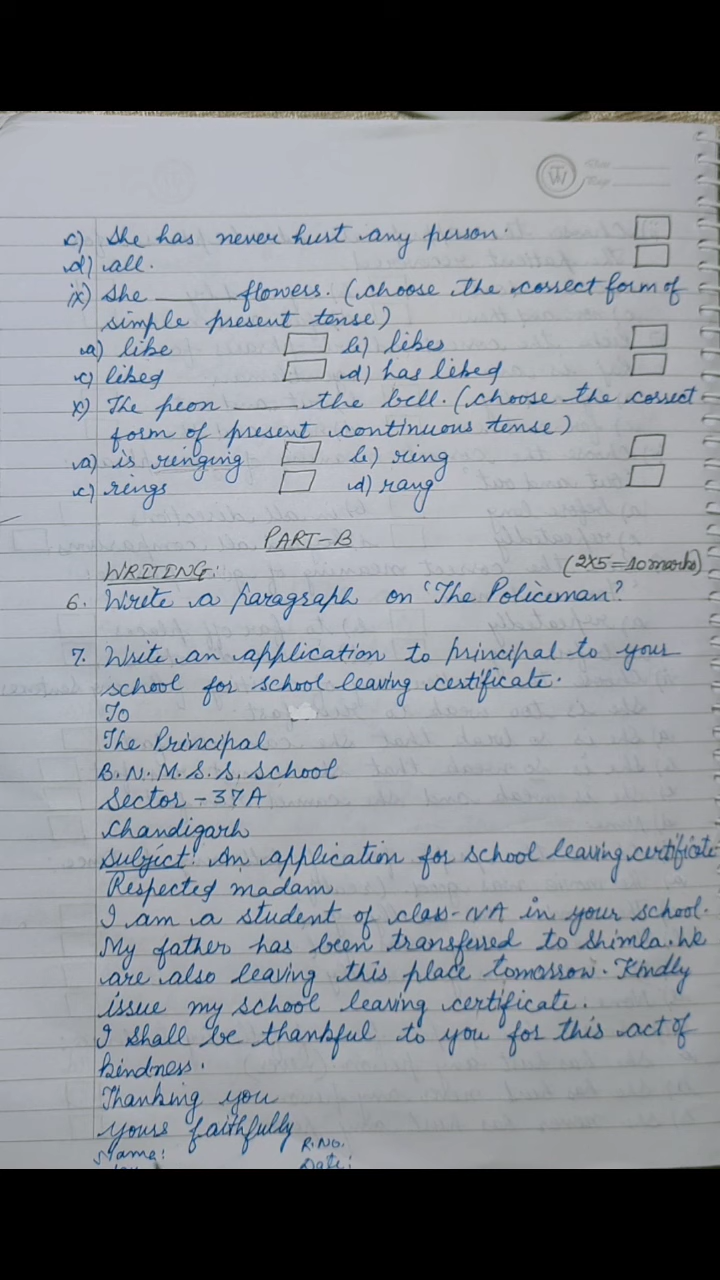 c) She has never hurt any person.
d) all.
ix) She ______ flowers. (choose the correct form of
simple present tense)
a) like b) likes
c) liked d) has liked
x) The peon _____ the bell. (choose the correct
form of present continuous tense)
a) is ringing b) ring
c) rings d) rang
PART-B
WRITING: (2X5=10 marks)
6. Write a paragraph on 'The Policeman?
7. Write an application to principal to your
school for school leaving certificate.
To
The Principal
B.N.M.S.S. School
Sector - 37A
Chandigarh
Subject: An application for school leaving certificate
Respected madam
I am a student of class-IVA in your school.
My father has been transferred to Shimla. We
are also leaving this place tomorrow. Kindly
issue my school leaving certificate.
I shall be thankful to you for this act of
kindness.
Thanking you
yours faithfully
Name: R.No.
Date: